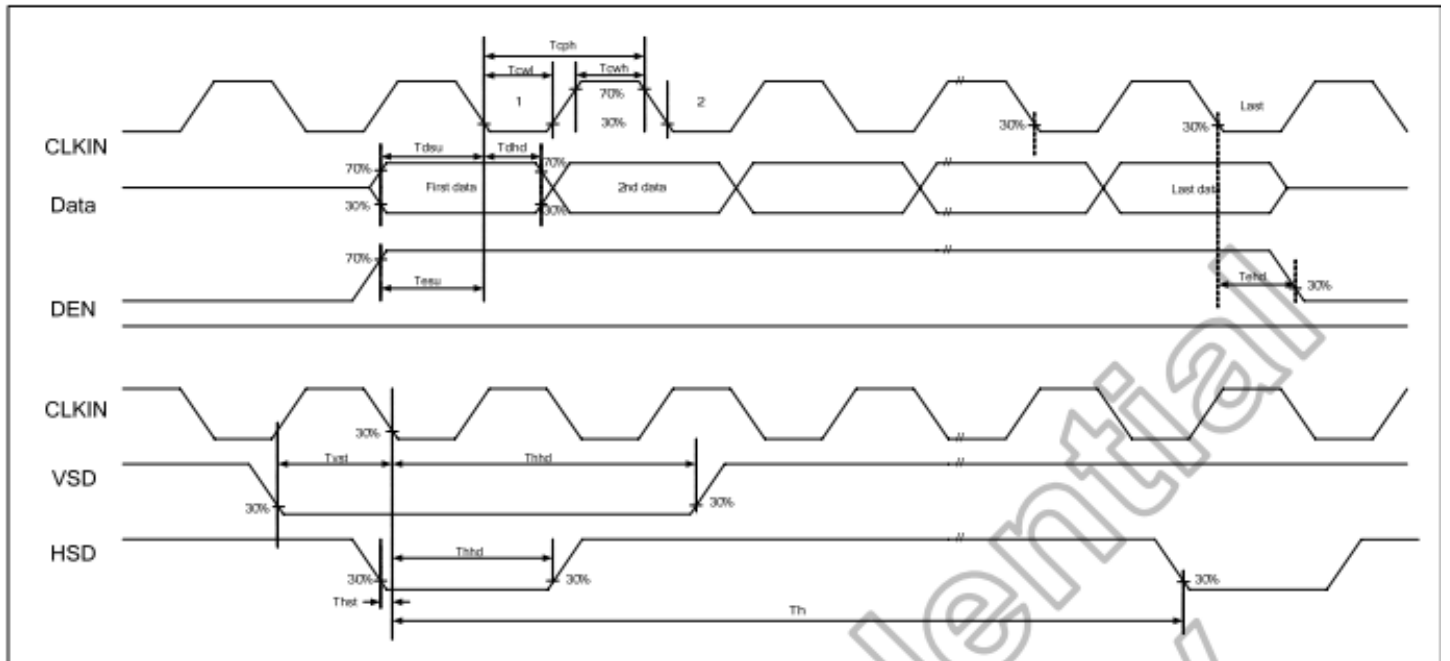 Tcph
Tcwl Tcwh
1 70% 2 Last
30% 30% 30%
CLKIN
Tdsu Tdhd
70% 70%
First data 2nd data Last data
Data
30% 30%
70%
Tesu Tehd
DEN 30%
CLKIN
30%
Tvst Thhd
VSD
30% 30%
HSD
Thhd
30% 30% 30%
Thst
Th
dential